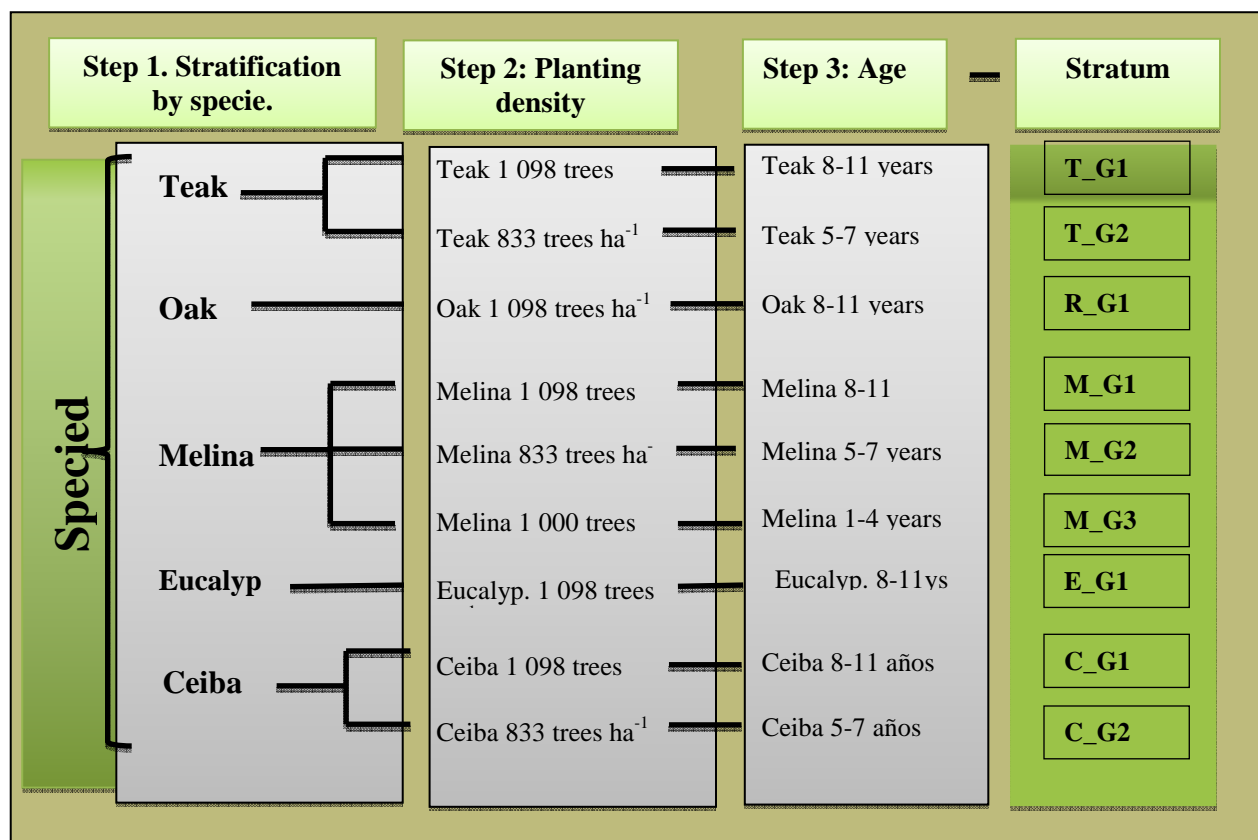 Step 1. Stratification
by specie.
Step 2: Planting
density
Step 3: Age
Stratum
Specied
Teak
Teak 1 098 trees
Teak 8-11 years
T_G1
Teak 833 trees ha-1
Teak 5-7 years
T_G2
Oak
Oak 1 098 trees ha-1
Oak 8-11 years
R_G1
Melina 1 098 trees
Melina 8-11
M_G1
Melina
Melina 833 trees ha-
Melina 5-7 years
M_G2
Melina 1 000 trees
Melina 1-4 years
M_G3
Eucalyp
Eucalyp. 1 098 trees
Eucalyp. 8-11ys
E_G1
Ceiba
Ceiba 1 098 trees
Ceiba 8-11 años
C_G1
Ceiba 833 trees ha-1
Ceiba 5-7 años
C_G2